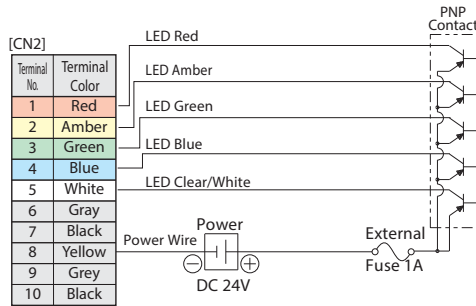 PNP
Contact
[CN2]
LED Red
Terminal No. Terminal Color
LED Amber
1 Red
LED Green
2 Amber
3 Green
LED Blue
4 Blue
5 White
LED Clear/White
6 Gray
7 Black
Power
External
Fuse 1A
8 Yellow
Power Wire
− +
DC 24V
9 Grey
10 Black